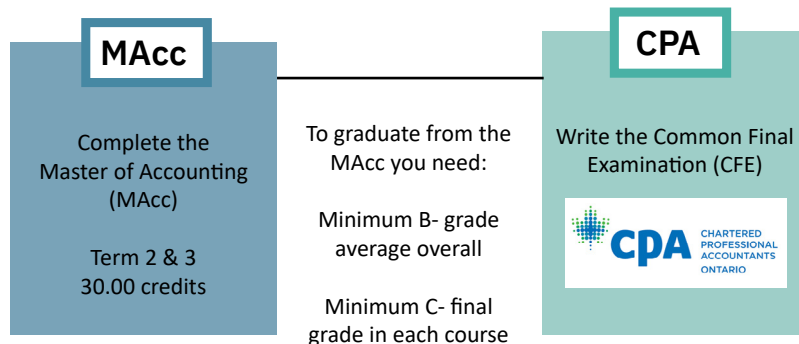 MAcc
Complete the
Master of Accounting
(MAcc)
Term 2 & 3
30.00 credits
To graduate from the
MAcc you need:
Minimum B- grade
average overall
Minimum C- final
grade in each course
CPA
Write the Common Final
Examination (CFE)
CPA
CHARTERED
PROFESSIONAL
ACCOUNTANTS
ONTARIO